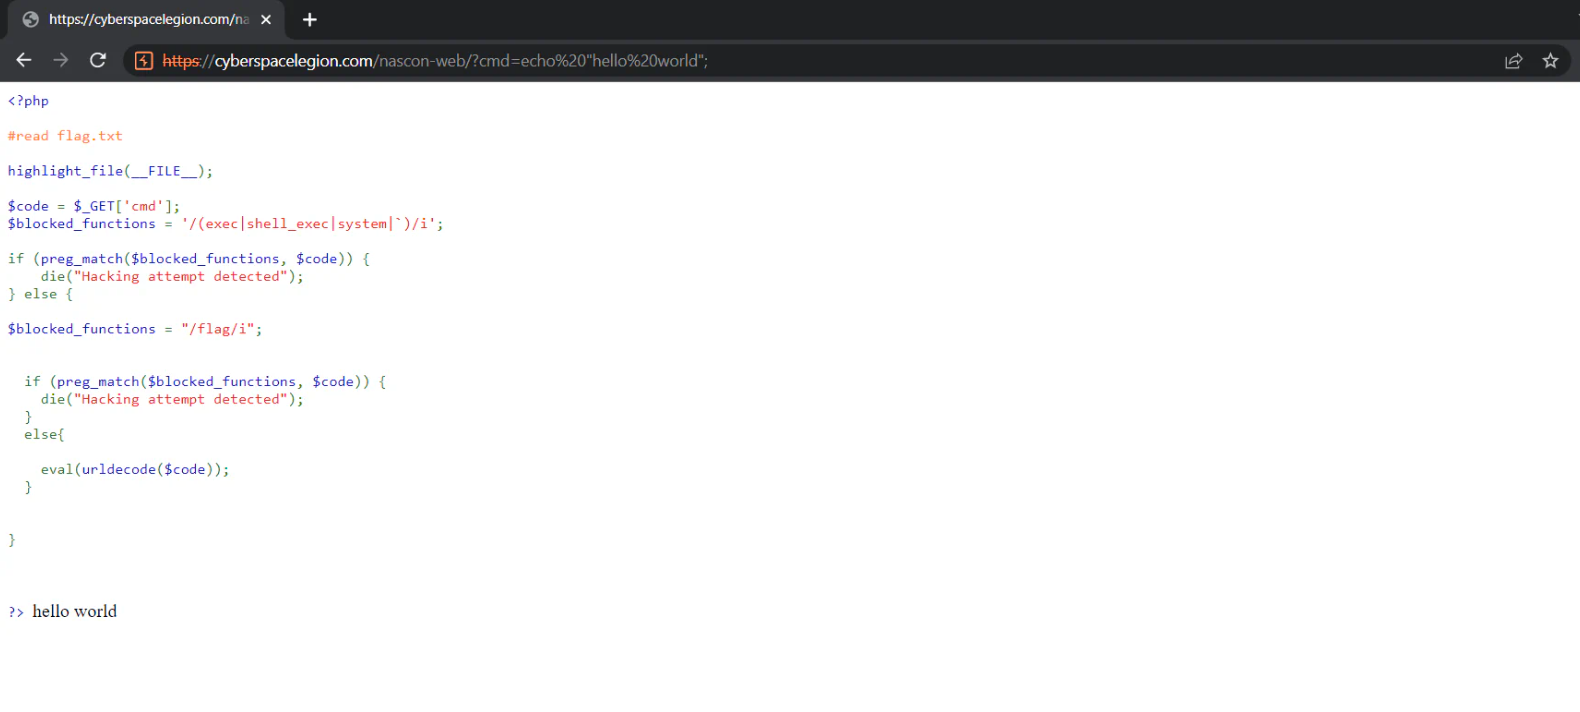 https://cyberspacelegion.com/na
https://cyberspacelegion.com/nascon-web/?cmd=echo%20"hello%20world";
<?php
#read flag.txt
highlight_file(__FILE__);
$code = $_GET['cmd'];
$blocked_functions = '/(exec|shell_exec|system|`)/i';
if (preg_match($blocked_functions, $code)) {
    die("Hacking attempt detected");
} else {
$blocked_functions = "/flag/i";
  if (preg_match($blocked_functions, $code)) {
    die("Hacking attempt detected");
  }
  else{
    eval(urldecode($code));
  }
}
?> hello world